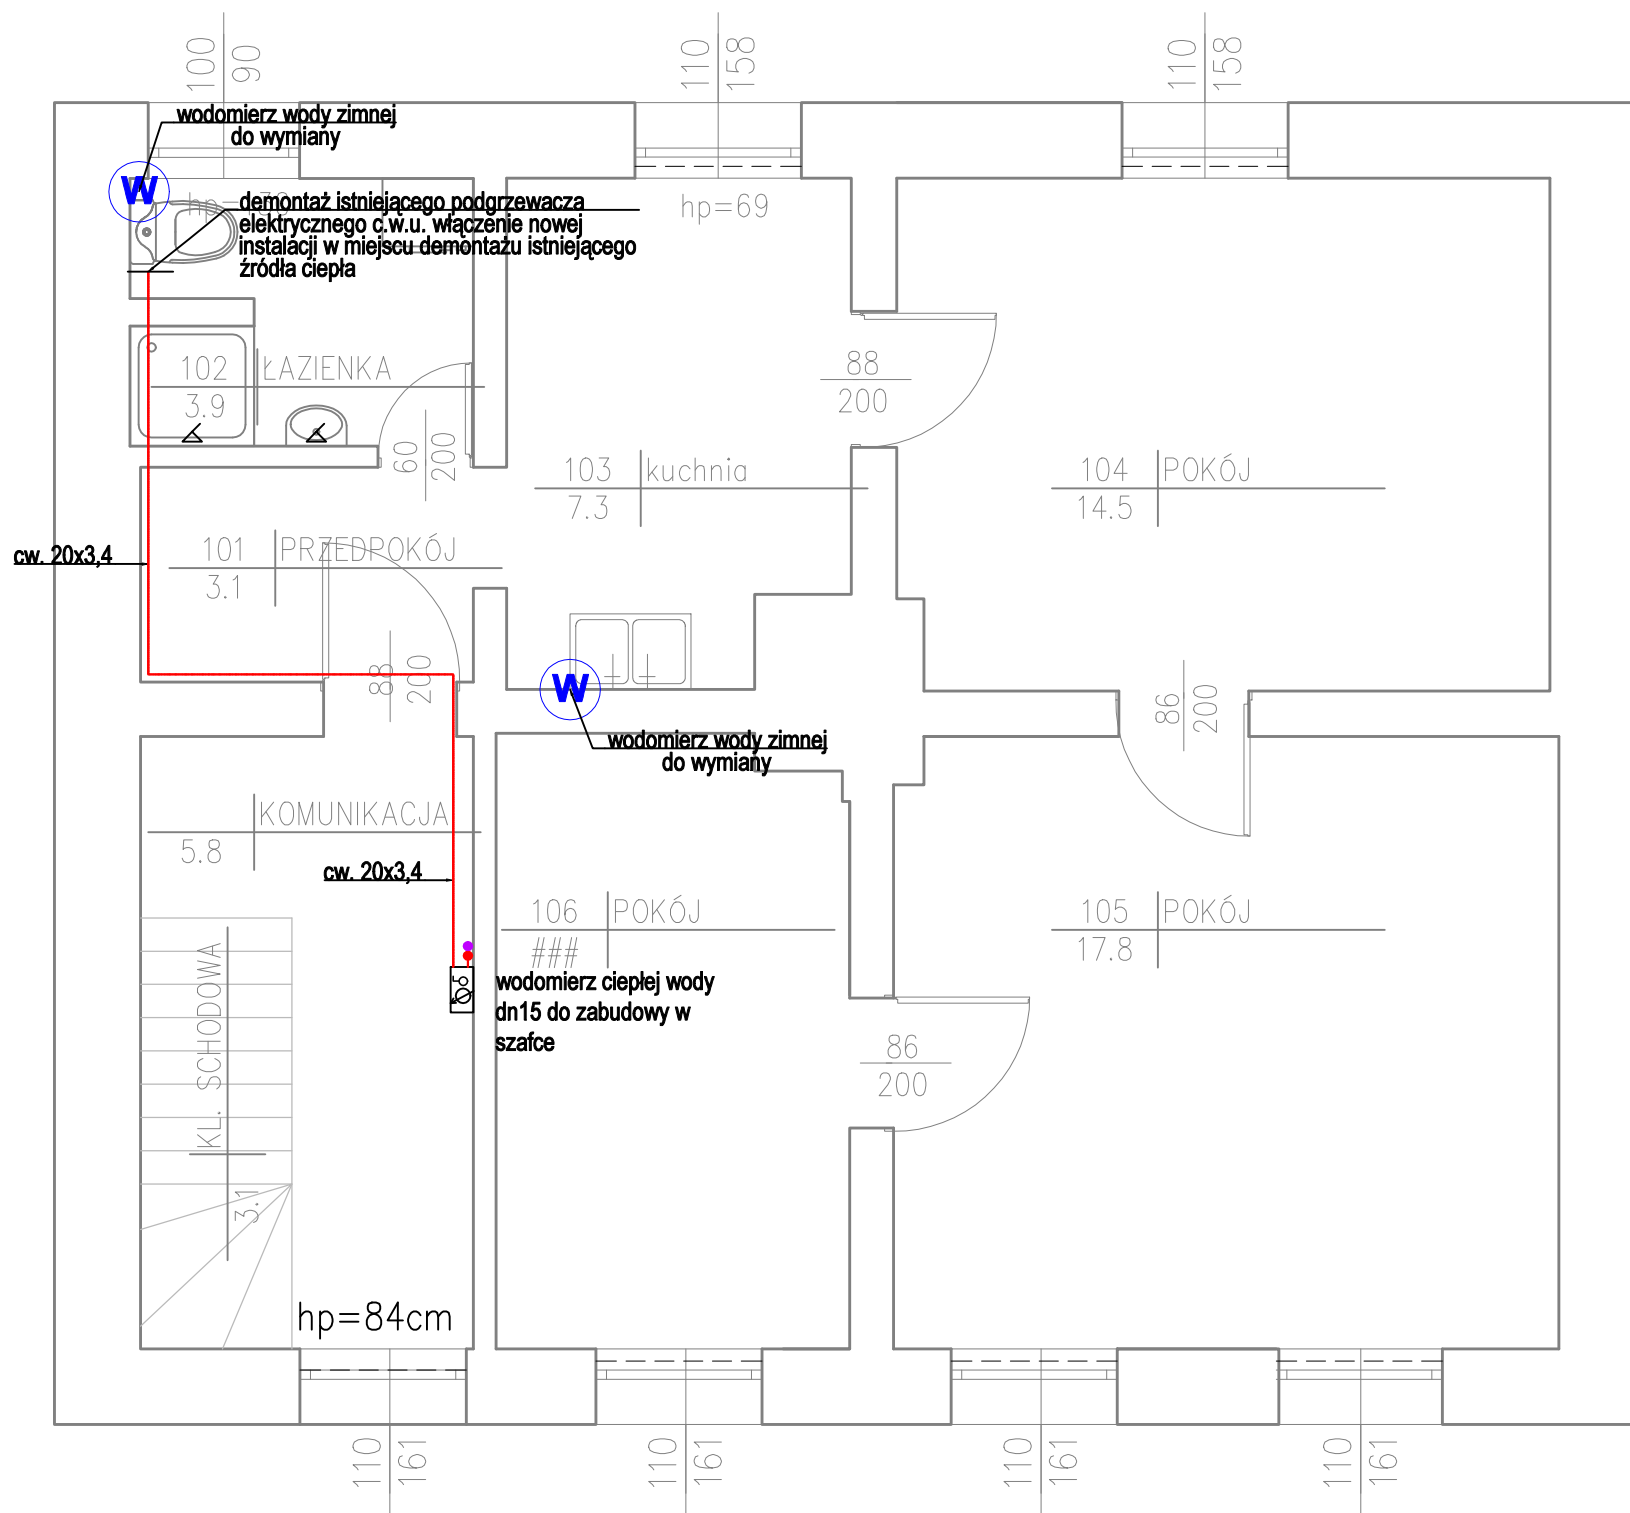 100
90
110
158
110
158
wodomierz wody zimnej
do wymiany
W
demontaż istniejącego podgrzewacza
elektrycznego c.w.u. włączenie nowej
instalacji w miejscu demontażu istniejącego
źródła ciepła
hp=69
102 ŁAZIENKA
3.9
60
200
88
200
103 kuchnia
7.3
104 POKÓJ
14.5
cw. 20x3,4
101 PRZEDPOKÓJ
3.1
88
200
W
wodomierz wody zimnej
do wymiany
86
200
KOMUNIKACJA
5.8
cw. 20x3,4
106 POKÓJ
###
105 POKÓJ
17.8
wodomierz ciepłej wody
dn15 do zabudowy w
szafce
KL. SCHODOWA
3.1
86
200
hp=84cm
110
161
110
161
110
161
110
161